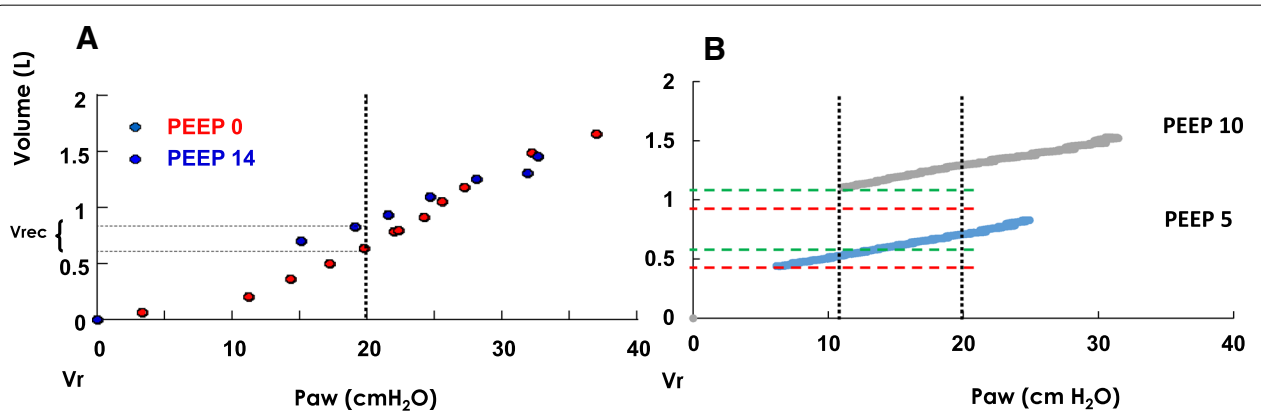 A
B
Volume (L)
2
1.5
1
0.5
0
PEEP 0
PEEP 14
Vrec {
0 10 20 30 40
Vr
Paw (cmH₂O)
2
1.5
1
0.5
0
PEEP 10
PEEP 5
0 10 20 30 40
Vr
Paw (cm H₂O)